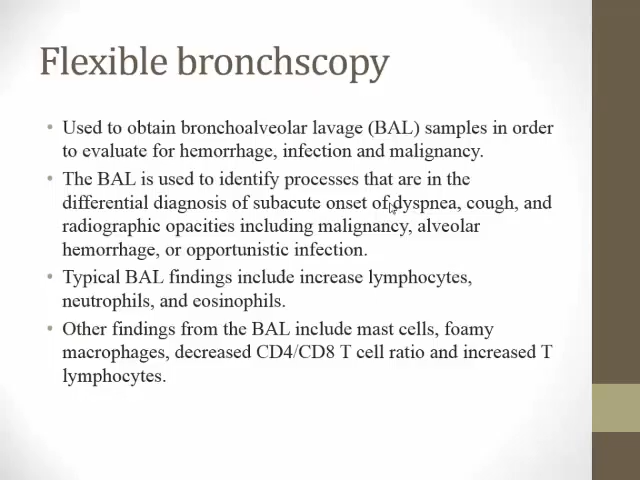 Flexible bronchscopy
• Used to obtain bronchoalveolar lavage (BAL) samples in order
to evaluate for hemorrhage, infection and malignancy.
• The BAL is used to identify processes that are in the
differential diagnosis of subacute onset of dyspnea, cough, and
radiographic opacities including malignancy, alveolar
hemorrhage, or opportunistic infection.
• Typical BAL findings include increase lymphocytes,
neutrophils, and eosinophils.
• Other findings from the BAL include mast cells, foamy
macrophages, decreased CD4/CD8 T cell ratio and increased T
lymphocytes.